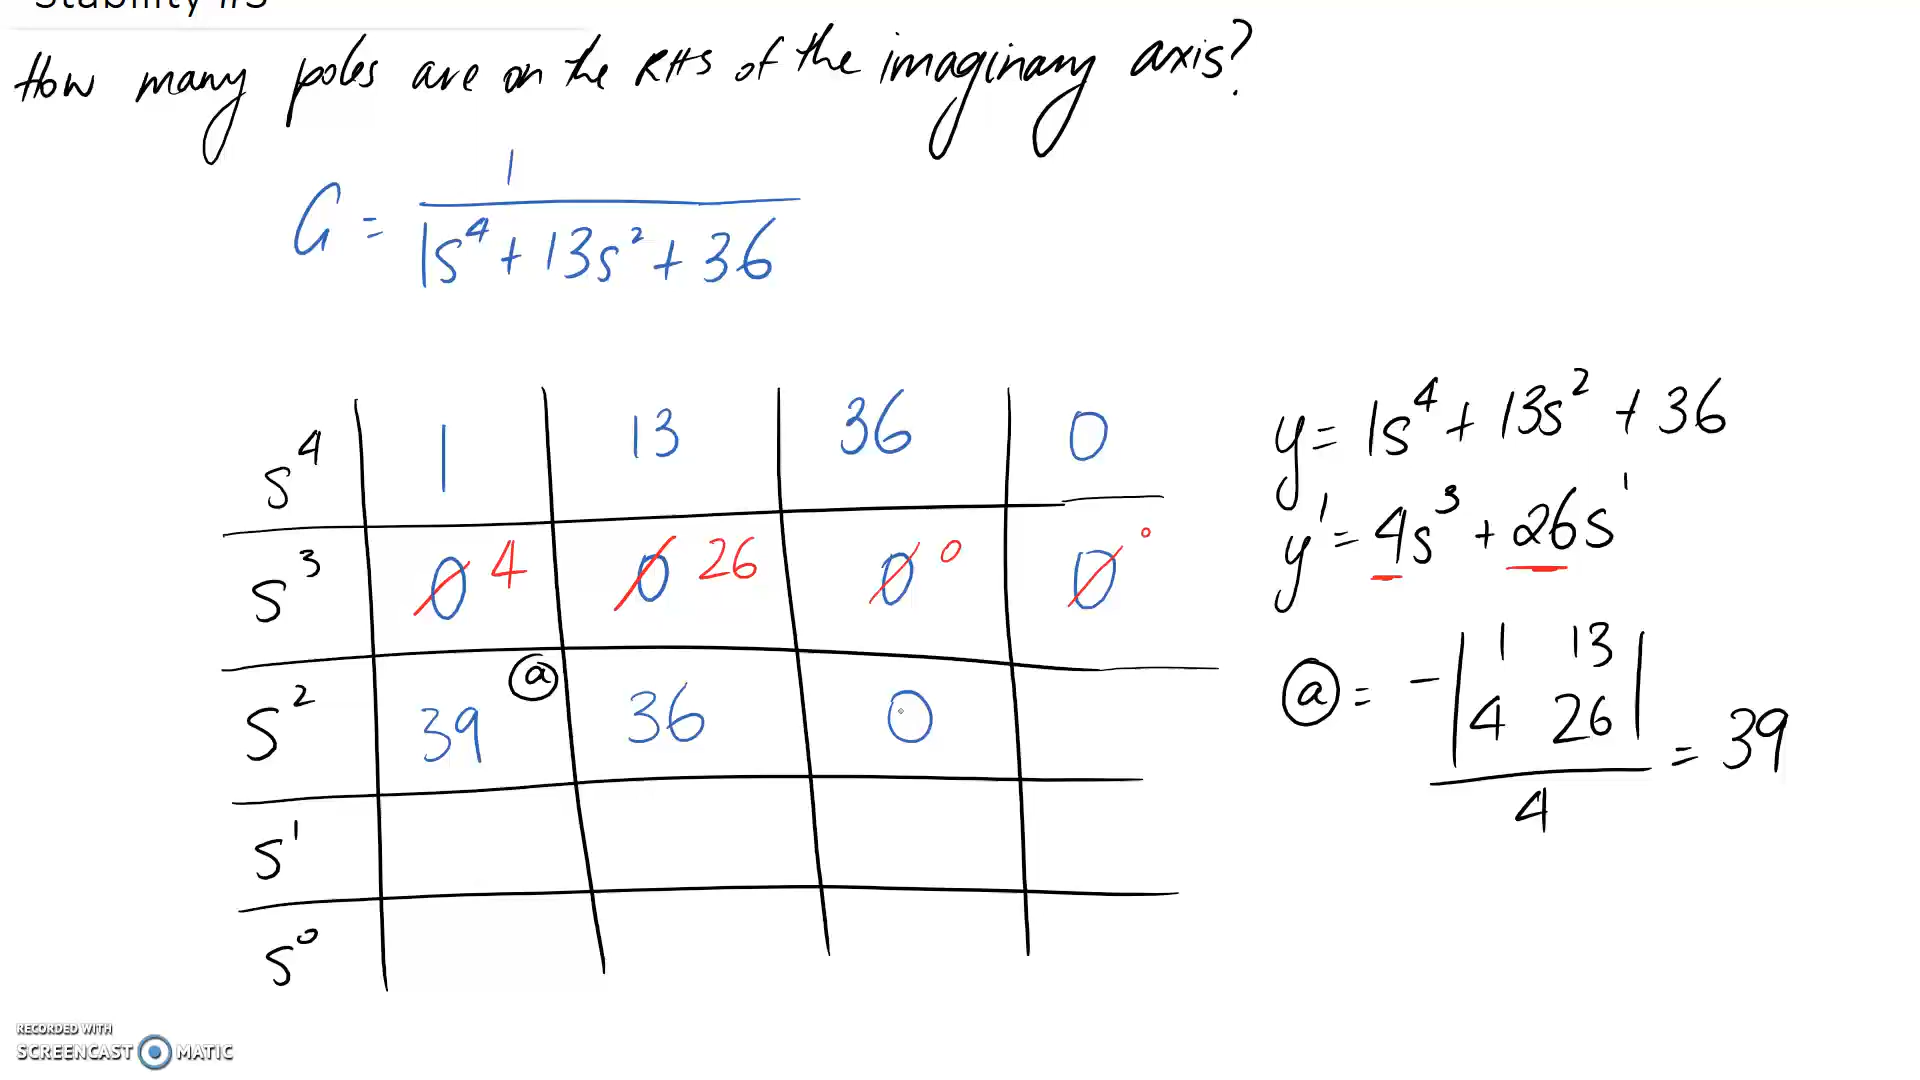 Stability #3
How many poles are on the RHS of the imaginary axis?
G = 1 / (1s⁴ + 13s² + 36)
s⁴ 1 13 36 0
s³ 0 4 0 26 0 0 0 0
s² 39 ⓐ 36 0
s¹
s⁰
y = 1s⁴ + 13s² + 36
y' = 4s³ + 26s¹
ⓐ = - | 1 13 |
| 4 26 | = 39
4
RECORDED WITH
SCREENCAST MATIC